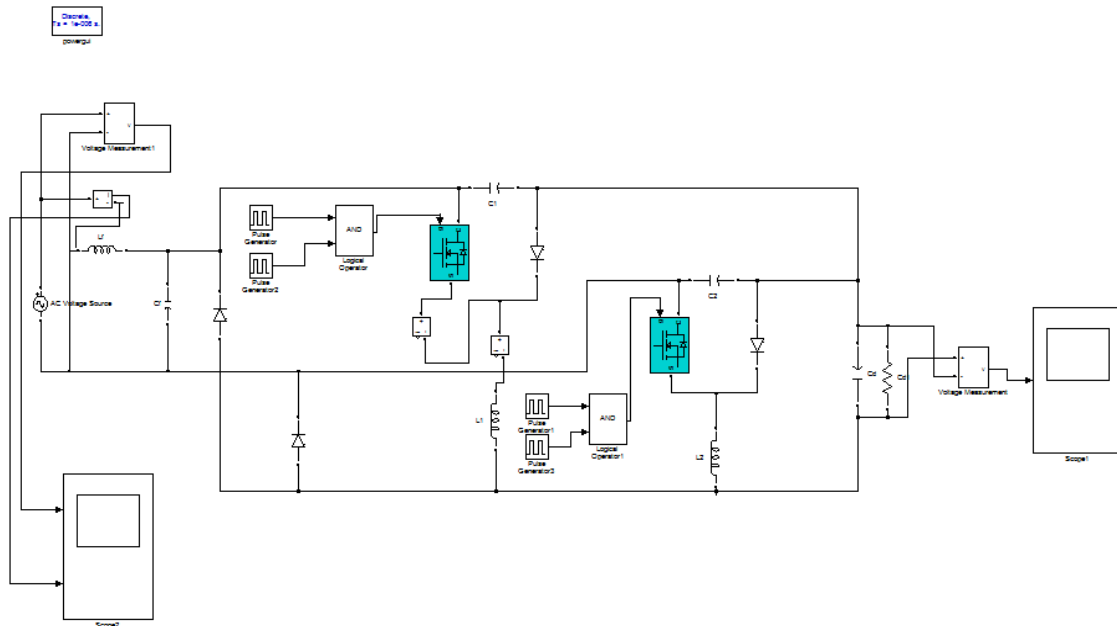 Discrete,
Ts = 1e-006 s.
powergui
Voltage Measurement1
Lf
AC Voltage Source
Cf
Pulse
Generator
Pulse
Generator2
AND
Logical
Operator
C1
L1
C2
Pulse
Generator1
Pulse
Generator3
AND
Logical
Operator1
L2
Voltage Measurement
Scope1
Scope2